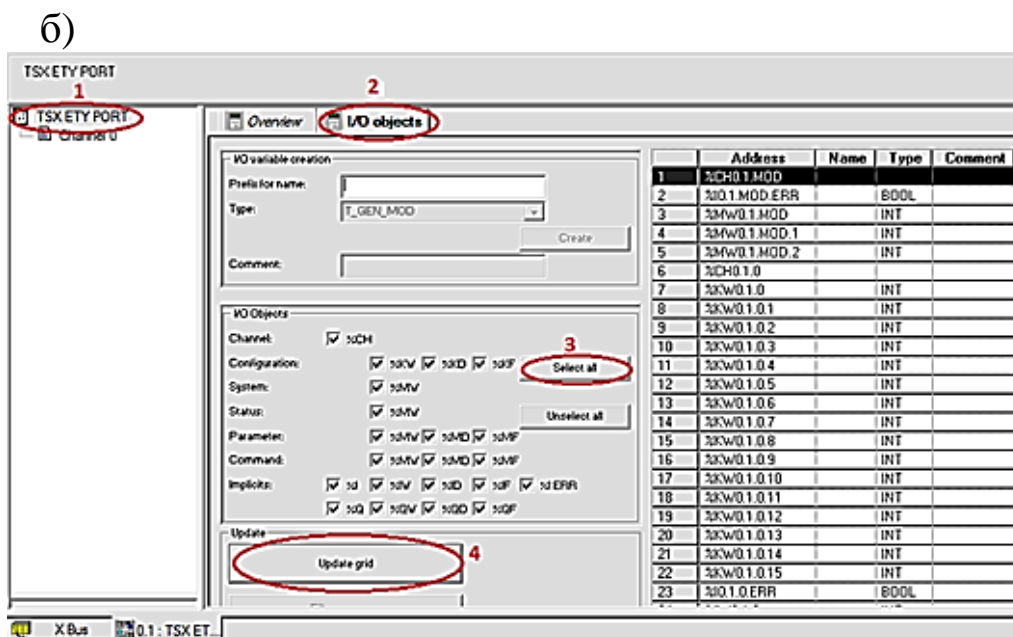 б)
TSX ETY PORT
1
2
TSX ETY PORT
Channel 0
Overview
I/O objects
I/O variable creation
Prefix for name:
Type:
T_GEN_MOD
Create
Comment:
I/O Objects
Channel: %CH
3
Configuration: %KW %KD %KF Select all
System: %MW
Status: %MW Unselect all
Parameter: %MW %MD %MF
Command: %MW %MD %MF
Implicits: %I %IW %ID %IF %I ERR
%Q %QW %QD %QF
Update
Update grid
4
Address Name Type Comment
1 %CH0.1.MOD
2 %I0.1.MOD.ERR BOOL
3 %MW0.1.MOD INT
4 %MW0.1.MOD.1 INT
5 %MW0.1.MOD.2 INT
6 %CH0.1.0
7 %KW0.1.0 INT
8 %KW0.1.0.1 INT
9 %KW0.1.0.2 INT
10 %KW0.1.0.3 INT
11 %KW0.1.0.4 INT
12 %KW0.1.0.5 INT
13 %KW0.1.0.6 INT
14 %KW0.1.0.7 INT
15 %KW0.1.0.8 INT
16 %KW0.1.0.9 INT
17 %KW0.1.0.10 INT
18 %KW0.1.0.11 INT
19 %KW0.1.0.12 INT
20 %KW0.1.0.13 INT
21 %KW0.1.0.14 INT
22 %KW0.1.0.15 INT
23 %I0.1.0.ERR BOOL
X Bus
0.1 : TSX ET...